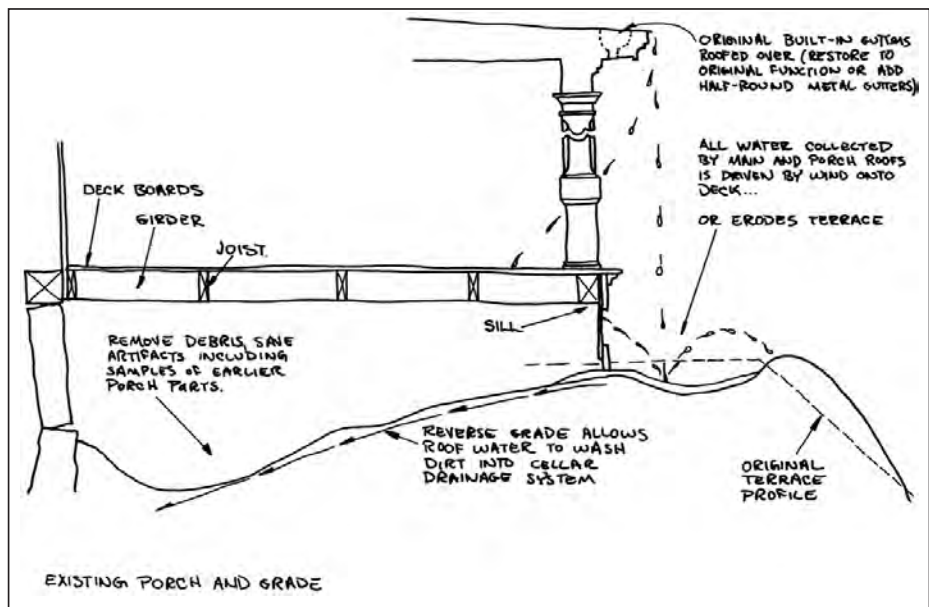 ORIGINAL BUILT-IN GUTTERS
ROOFED OVER (RESTORE TO
ORIGINAL FUNCTION OR ADD
HALF-ROUND METAL GUTTERS)
ALL WATER COLLECTED
BY MAIN AND PORCH ROOFS
IS DRIVEN BY WIND ONTO
DECK...
OR ERODES TERRACE
DECK BOARDS
GIRDER
JOIST
SILL
REMOVE DEBRIS, SAVE
ARTIFACTS INCLUDING
SAMPLES OF EARLIER
PORCH PARTS.
REVERSE GRADE ALLOWS
ROOF WATER TO WASH
DIRT INTO CELLAR
DRAINAGE SYSTEM
ORIGINAL
TERRACE
PROFILE
EXISTING PORCH AND GRADE